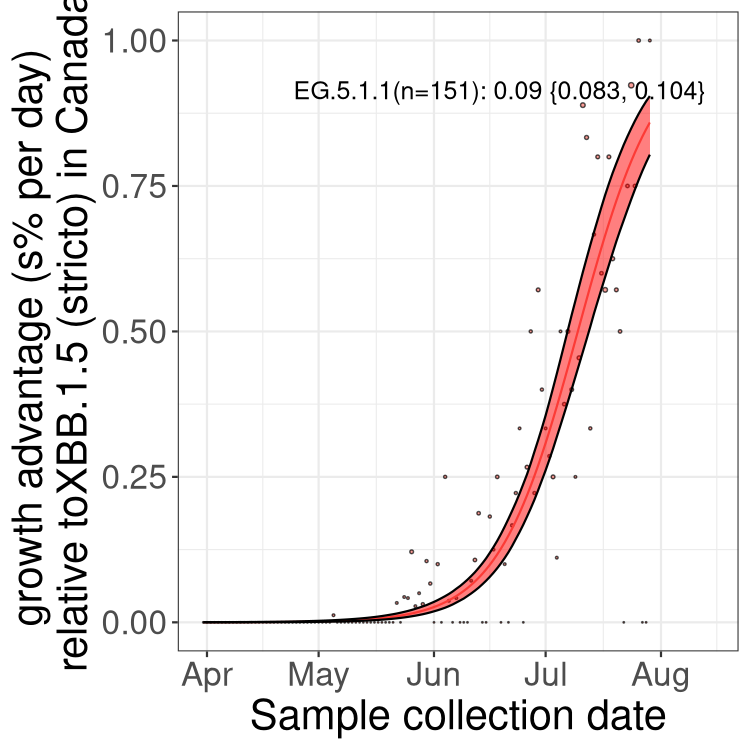 growth advantage (s% per day)
relative toXBB.1.5 (stricto) in Canada
1.00
0.75
0.50
0.25
0.00
EG.5.1.1(n=151): 0.09 {0.083, 0.104}
Apr May Jun Jul Aug
Sample collection date